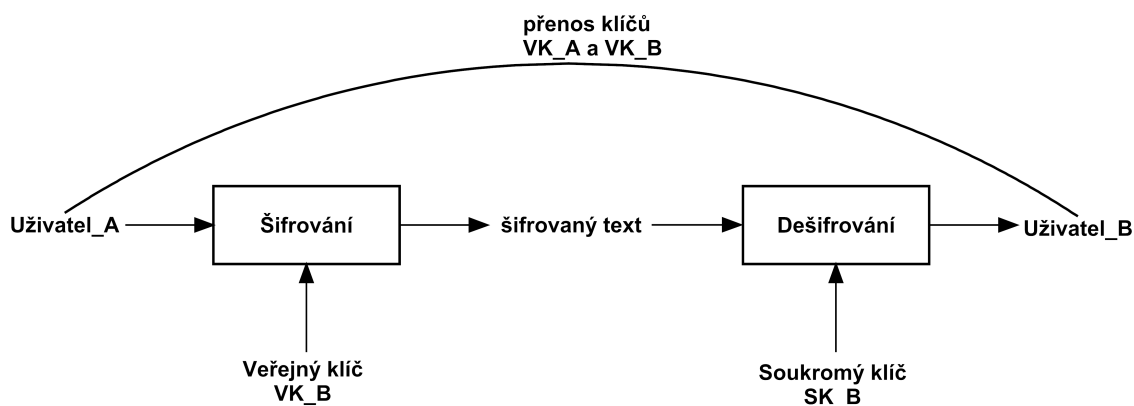 přenos klíčů
VK_A a VK_B
Uživatel_A
Šifrování
šifrovaný text
Dešifrování
Uživatel_B
Veřejný klíč
VK_B
Soukromý klíč
SK_B